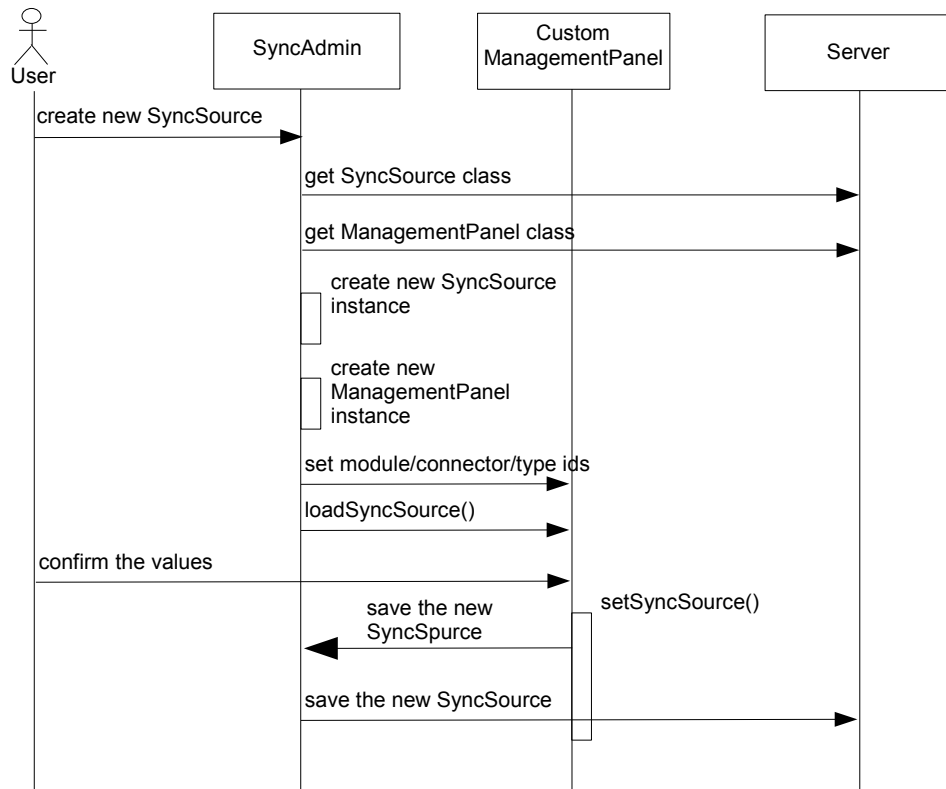 User
SyncAdmin
Custom
ManagementPanel
Server
create new SyncSource
get SyncSource class
get ManagementPanel class
create new SyncSource
instance
create new
ManagementPanel
instance
set module/connector/type ids
loadSyncSource()
confirm the values
setSyncSource()
save the new
SyncSpurce
save the new SyncSource